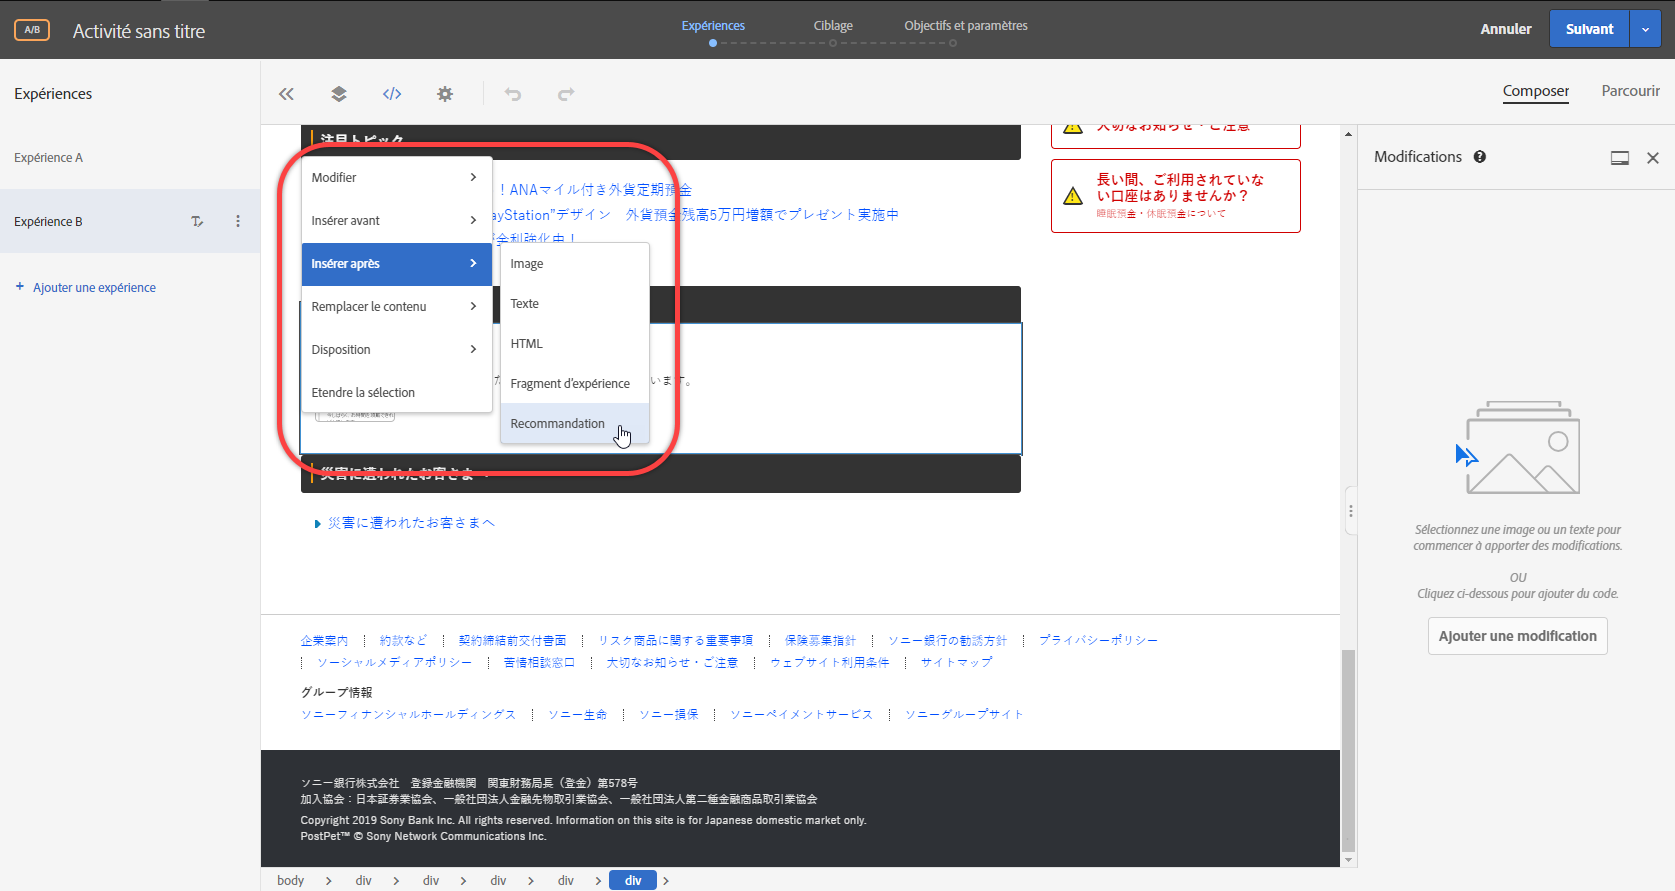 A/B
Activité sans titre
Expériences
Ciblage
Objectifs et paramètres
Annuler
Suivant
Expériences
Composer
Parcourir
Expérience A
Expérience B
+ Ajouter une expérience
注目トピック
大切なお知らせ・ご注意
長い間、ご利用されていな
い口座はありませんか？
睡眠預金・休眠預金について
！ANAマイル付き外貨定期預金
ayStation”デザイン 外貨預金残高5万円増額でプレゼント実施中
金利強化中！
Modifier
Insérer avant
Insérer après
Remplacer le contenu
Disposition
Etendre la sélection
Image
Texte
HTML
Fragment d'expérience
Recommandation
います。
災害に遭われたお客さまへ
災害に遭われたお客さまへ
企業案内
約款など
契約締結前交付書面
リスク商品に関する重要事項
保険募集指針
ソニー銀行の勧誘方針
プライバシーポリシー
ソーシャルメディアポリシー
苦情相談窓口
大切なお知らせ・ご注意
ウェブサイト利用条件
サイトマップ
グループ情報
ソニーフィナンシャルホールディングス
ソニー生命
ソニー損保
ソニーペイメントサービス
ソニーグループサイト
ソニー銀行株式会社 登録金融機関 関東財務局長（登金）第578号
加入協会：日本証券業協会、一般社団法人金融先物取引業協会、一般社団法人第二種金融商品取引業協会
Copyright 2019 Sony Bank Inc. All rights reserved. Information on this site is for Japanese domestic market only.
PostPet™ © Sony Network Communications Inc.
Modifications
Sélectionnez une image ou un texte pour
commencer à apporter des modifications.
OU
Cliquez ci-dessous pour ajouter du code.
Ajouter une modification
body > div > div > div > div > div >